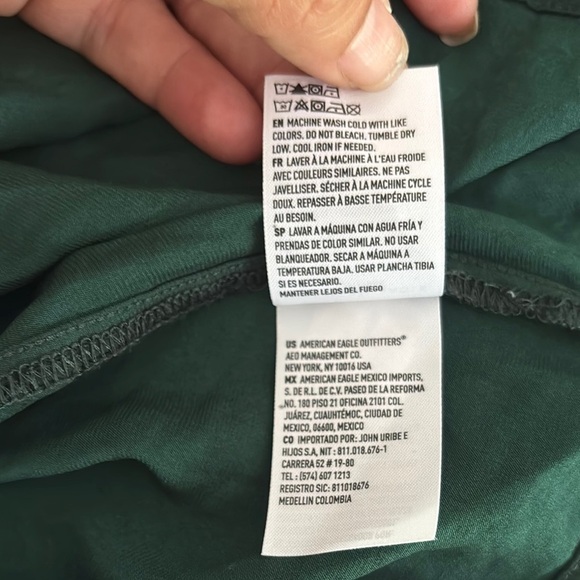 EN MACHINE WASH COLD WITH LIKE
COLORS. DO NOT BLEACH. TUMBLE DRY
LOW. COOL IRON IF NEEDED.
FR LAVER À LA MACHINE À L'EAU FROIDE
AVEC COULEURS SIMILAIRES. NE PAS
JAVELLISER. SÉCHER À LA MACHINE CYCLE
DOUX. REPASSER À BASSE TEMPÉRATURE
AU BESOIN.
SP LAVAR A MÁQUINA CON AGUA FRÍA Y
PRENDAS DE COLOR SIMILAR. NO USAR
BLANQUEADOR. SECAR A MÁQUINA A
TEMPERATURA BAJA. USAR PLANCHA TIBIA
SI ES NECESARIO.
MANTENER LEJOS DEL FUEGO
US AMERICAN EAGLE OUTFITTERS®
AEO MANAGEMENT CO.
NEW YORK, NY 10016 USA
MX AMERICAN EAGLE MEXICO IMPORTS,
S. DE R.L. DE C.V. PASEO DE LA REFORMA
NO. 180 PISO 21 OFICINA 2101 COL.
JUÁREZ, CUAUHTÉMOC, CIUDAD DE
MEXICO, 06600, MEXICO
CO IMPORTADO POR: JOHN URIBE E
HIJOS S.A, NIT : 811.018.676-1
CARRERA 52 # 19-80
TEL : (574) 607 1213
REGISTRO SIC: 811018676
MEDELLIN COLOMBIA